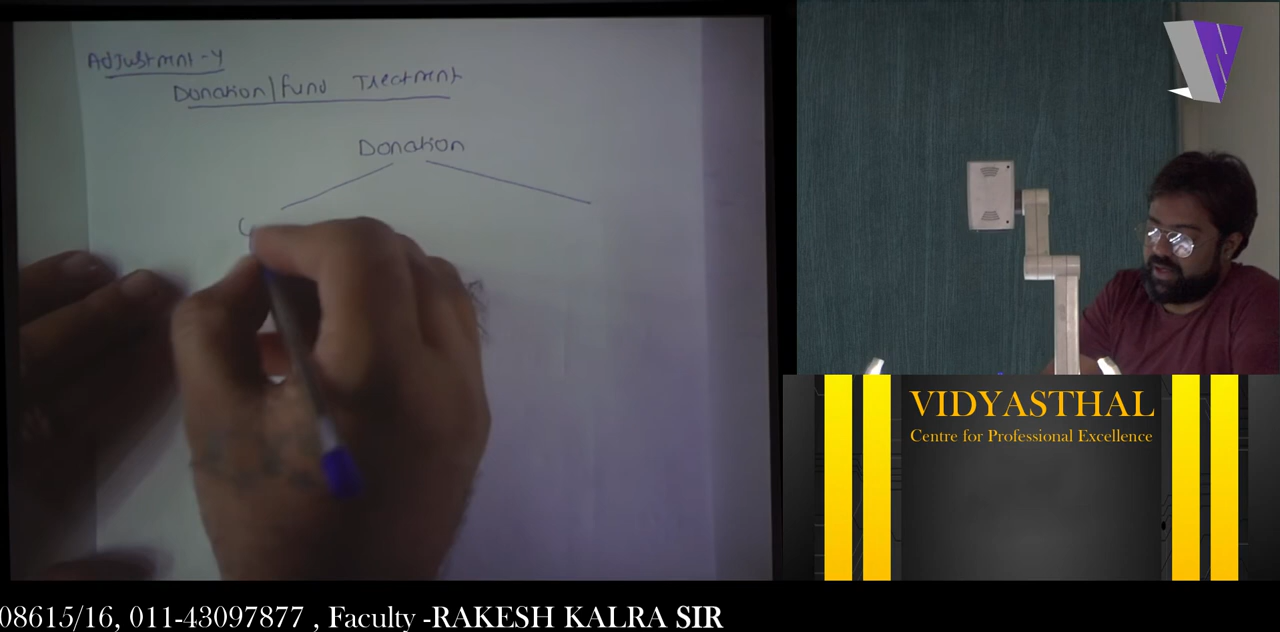 Adjustment-4
Donation/Fund Treatment
Donation
VIDYASTHAL
Centre for Professional Excellence
08615/16, 011-43097877 , Faculty -RAKESH KALRA SIR